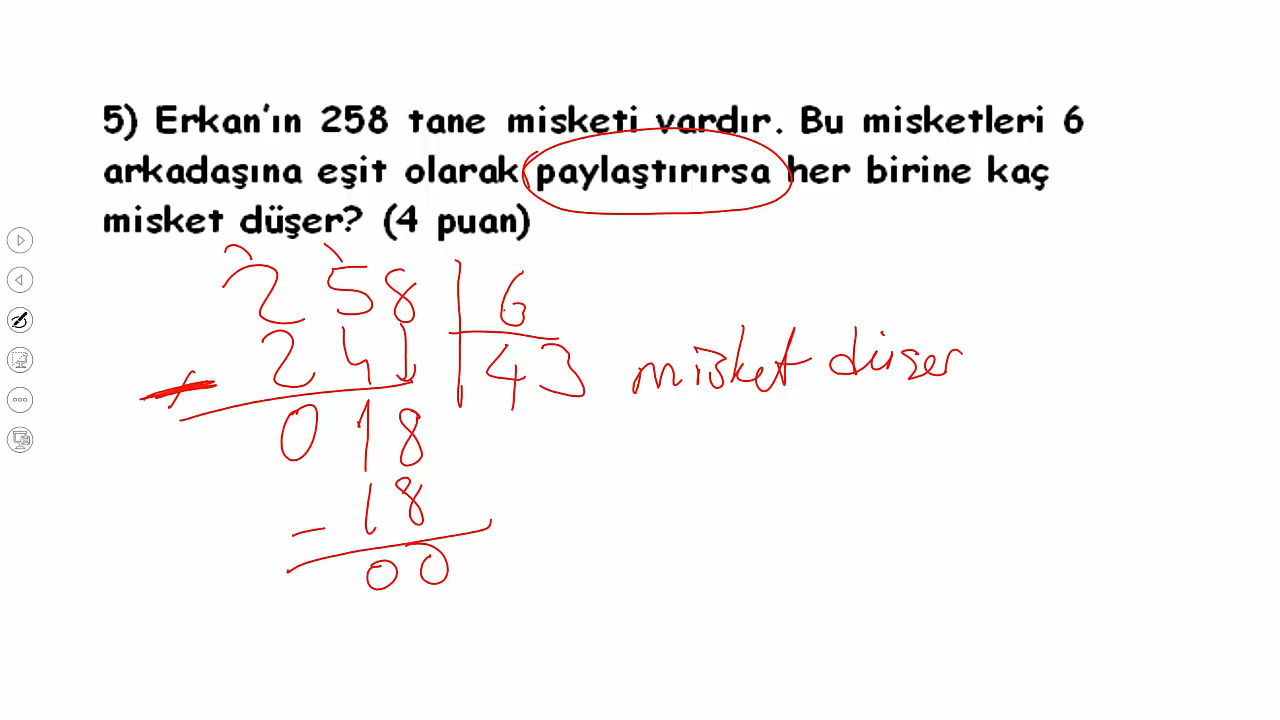 5) Erkan'ın 258 tane misketi vardır. Bu misketleri 6
arkadaşına eşit olarak paylaştırırsa her birine kaç
misket düşer? (4 puan)
258 6
24 43 misket düşer
018
- 18
00